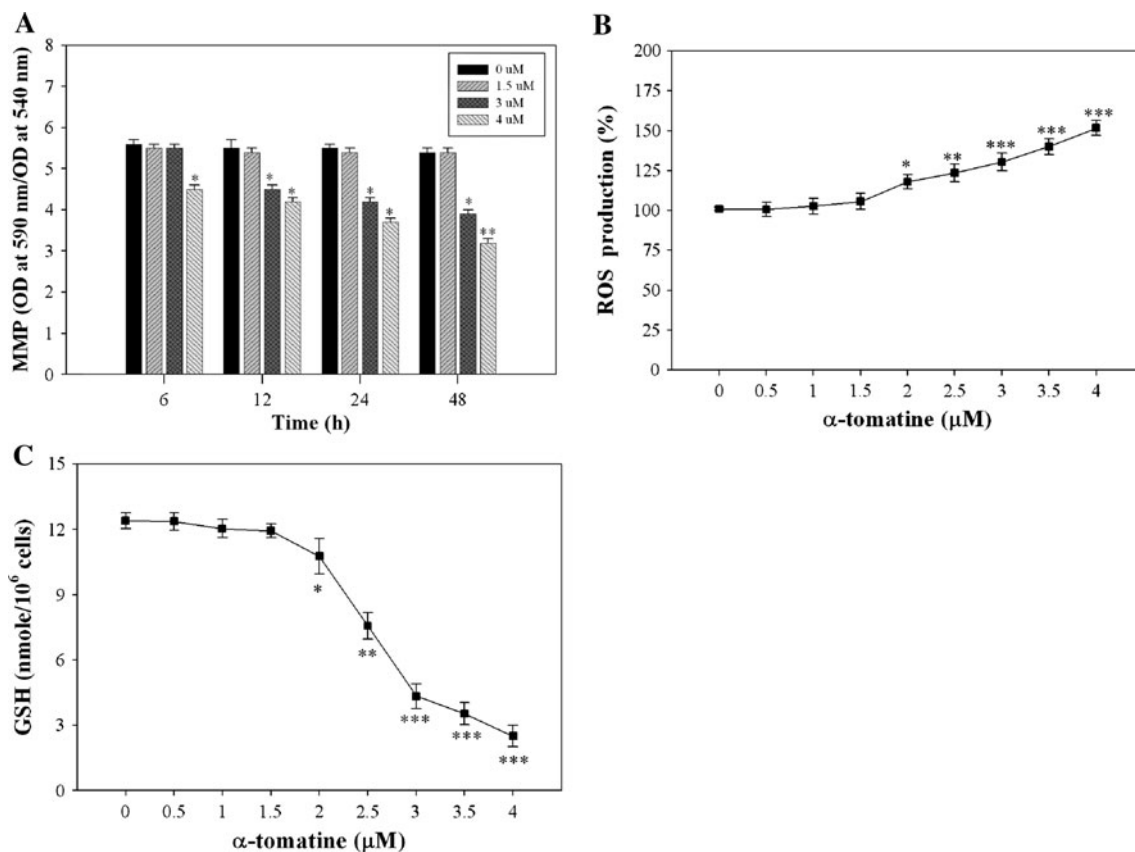 A
MMP (OD at 590 nm/OD at 540 nm)
8
7
6
5
4
3
2
1
0
0 uM
1.5 uM
3 uM
4 uM
*
*
*
*
*
*
**
6 12 24 48
Time (h)
B
ROS production (%)
200
175
150
125
100
75
50
25
0
*
**
***
***
***
0 0.5 1 1.5 2 2.5 3 3.5 4
α-tomatine (μM)
C
GSH (nmole/10⁶ cells)
15
12
9
6
3
0
*
**
***
***
***
0 0.5 1 1.5 2 2.5 3 3.5 4
α-tomatine (μM)